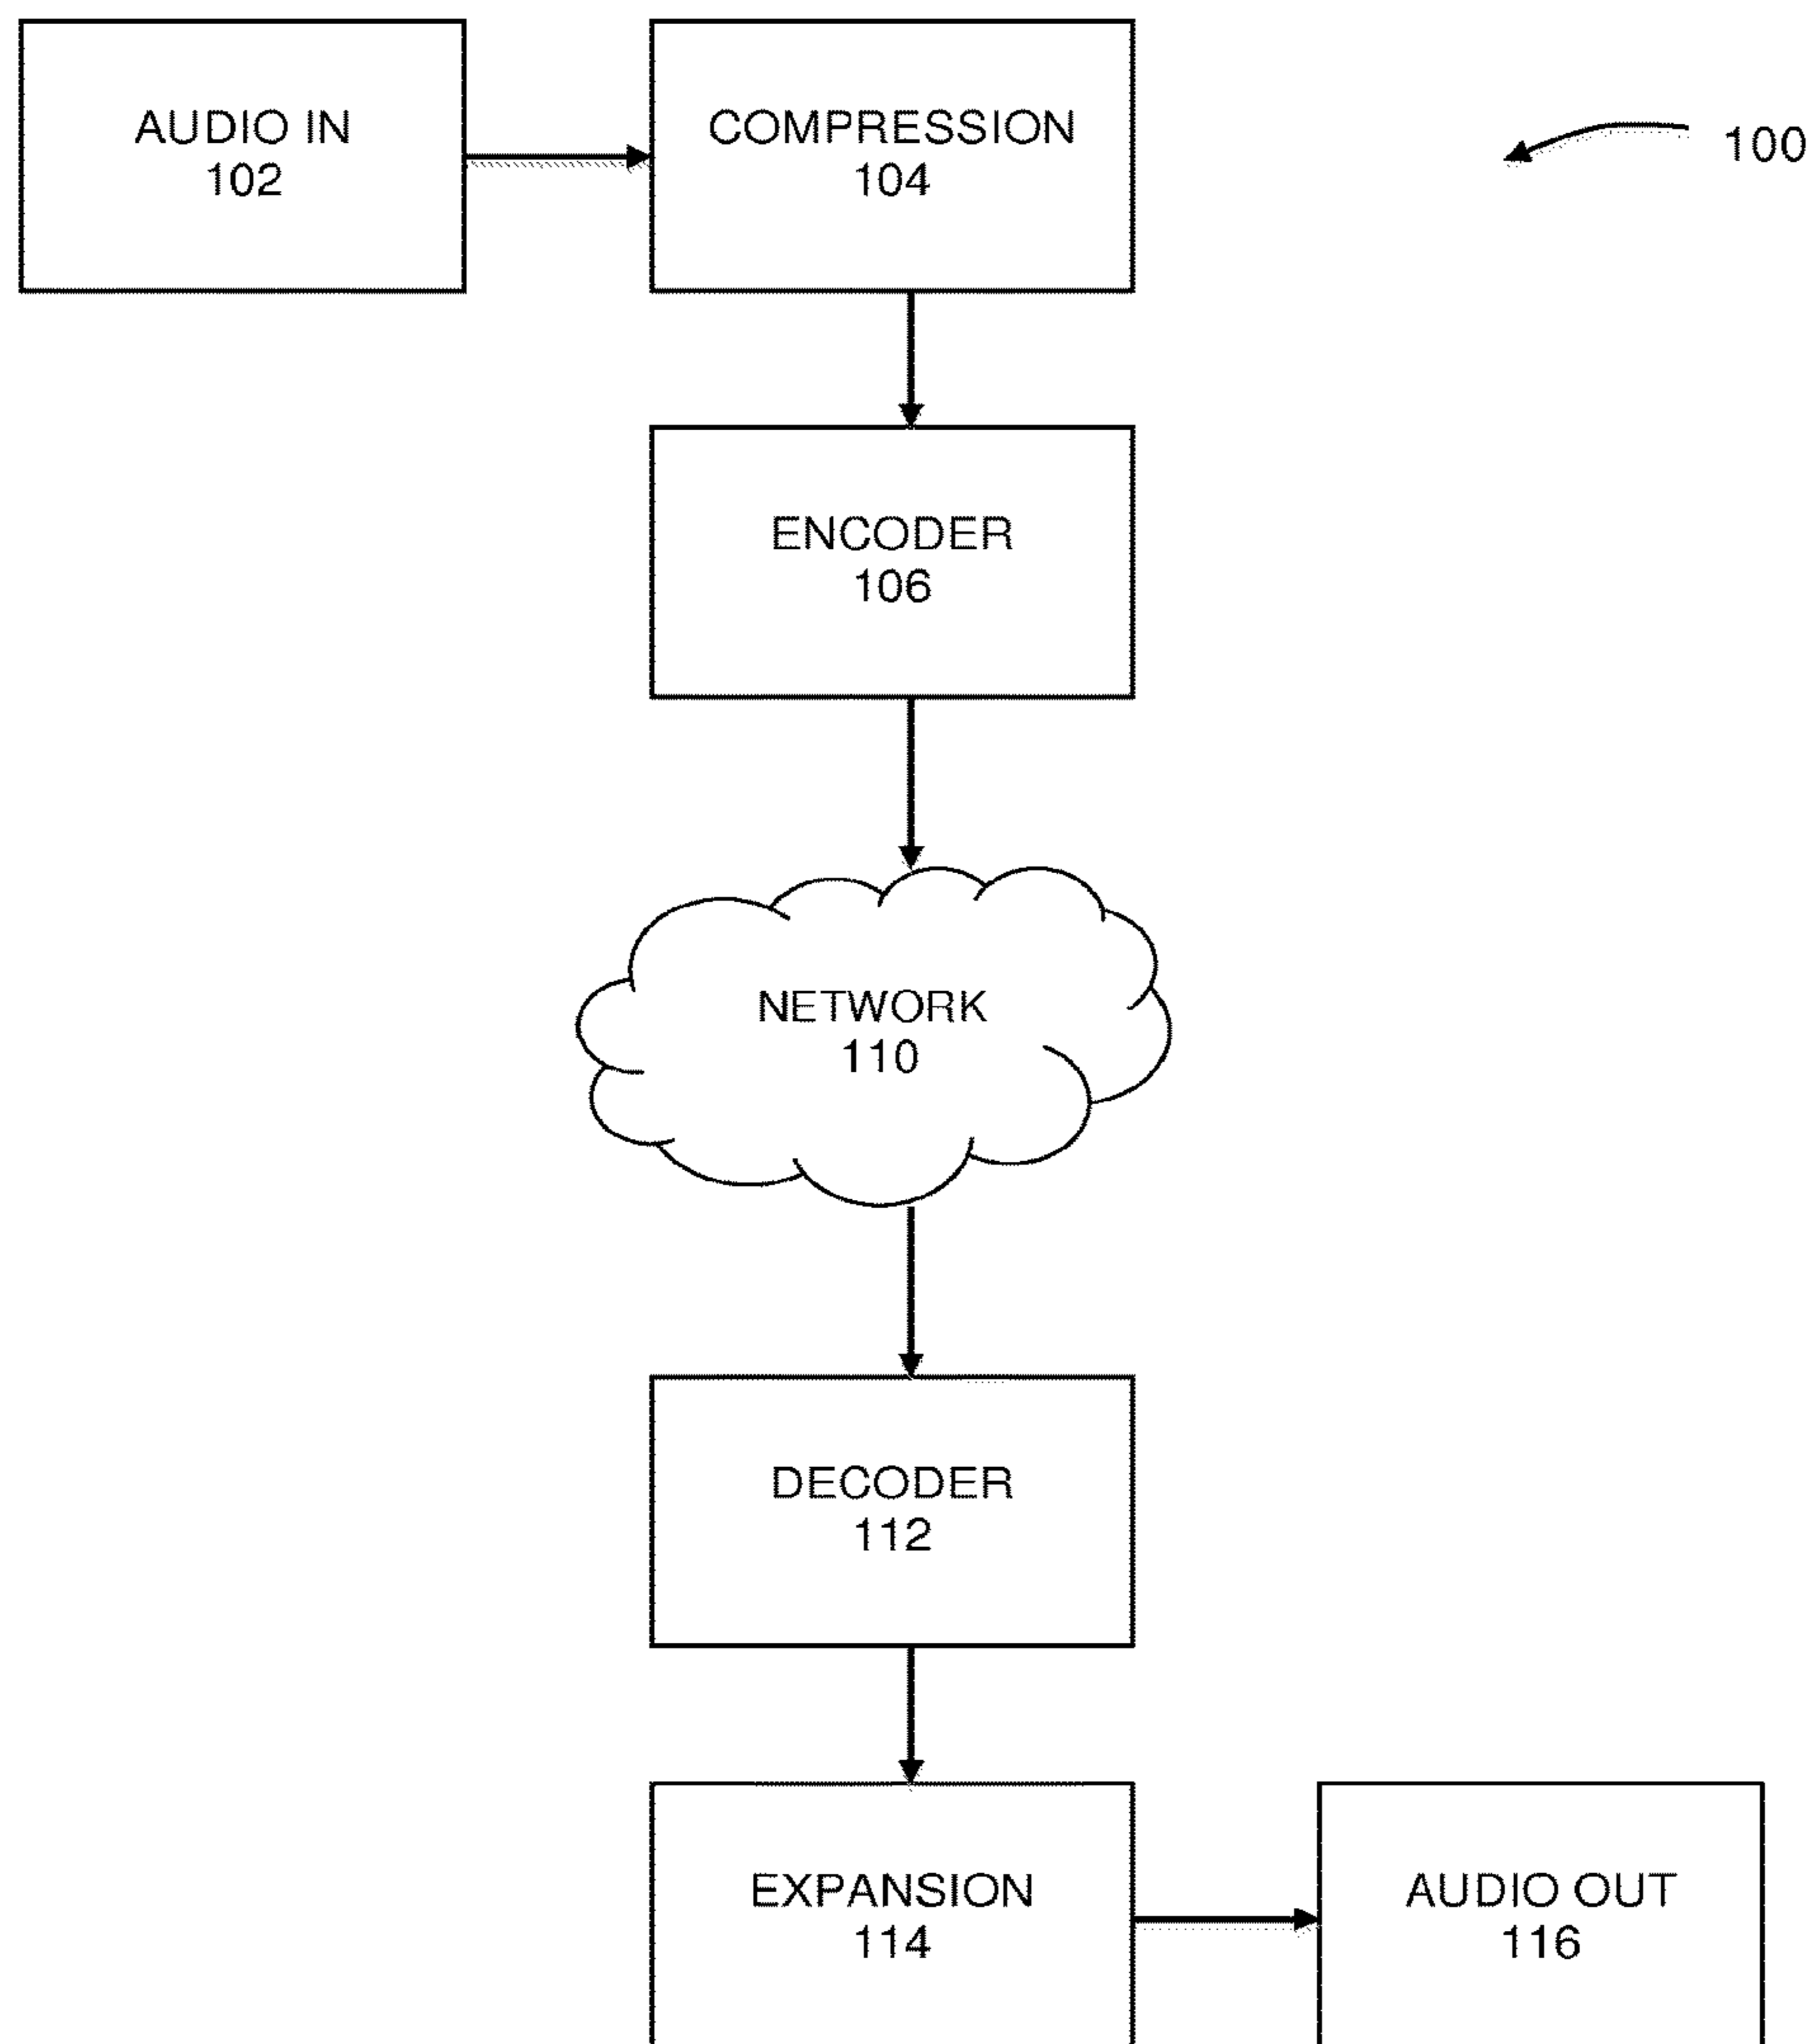 AUDIO IN
102
COMPRESSION
104
100
ENCODER
106
NETWORK
110
DECODER
112
EXPANSION
114
AUDIO OUT
116